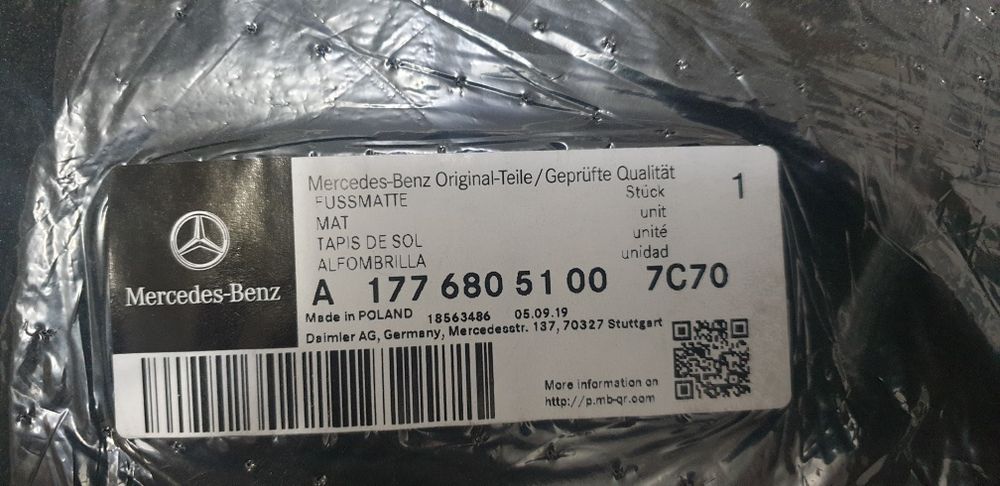 Mercedes-Benz
Mercedes-Benz Original-Teile/Geprüfte Qualität
FUSSMATTE Stück 1
MAT unit
TAPIS DE SOL unité
ALFOMBRILLA unidad
A 177 680 51 00 7C70
Made in POLAND 18563486 05.09.19
Daimler AG, Germany, Mercedesstr. 137, 70327 Stuttgart
More information on
http://p.mb-qr.com